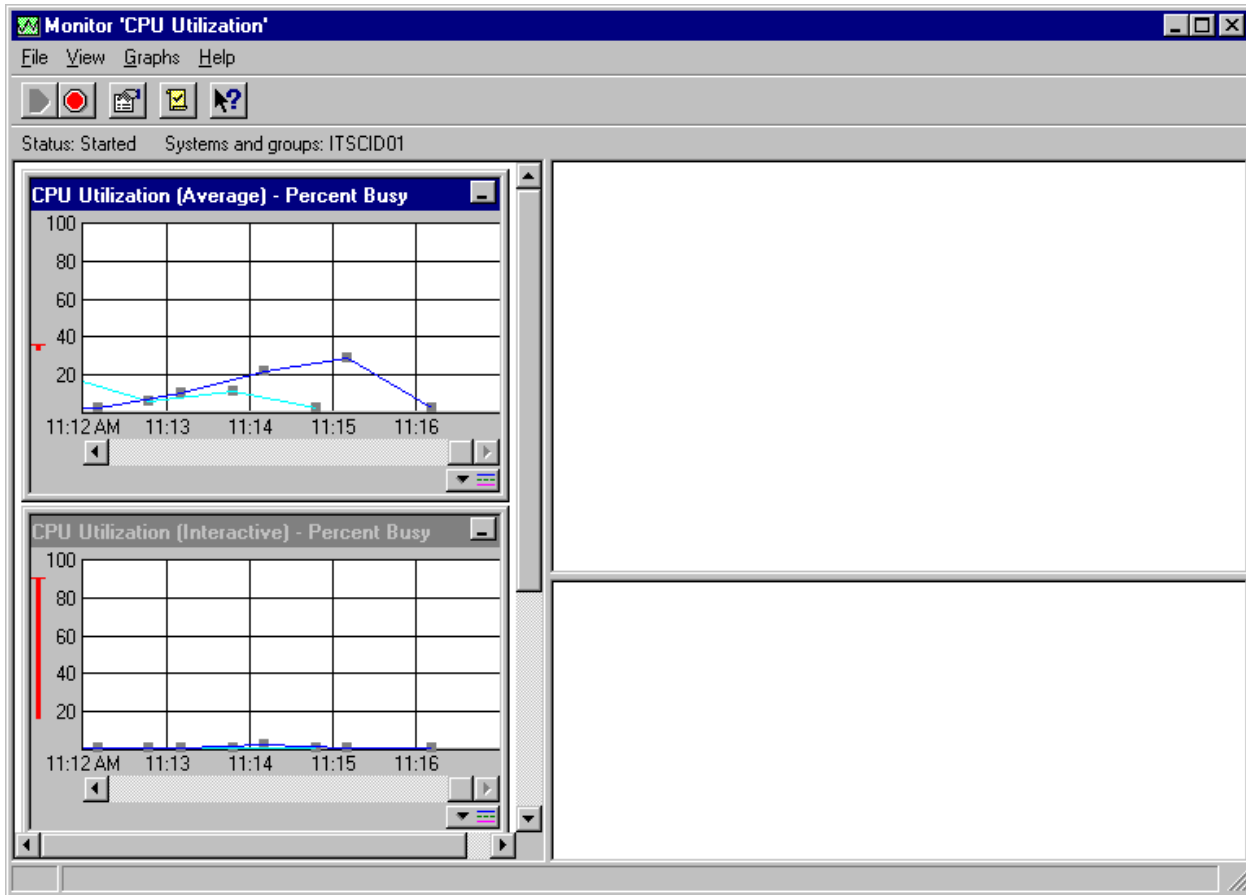 Monitor 'CPU Utilization'
File View Graphs Help
Status: Started Systems and groups: ITSCID01
CPU Utilization (Average) - Percent Busy
100
80
60
40
20
11:12 AM 11:13 11:14 11:15 11:16
CPU Utilization (Interactive) - Percent Busy
100
80
60
40
20
11:12 AM 11:13 11:14 11:15 11:16